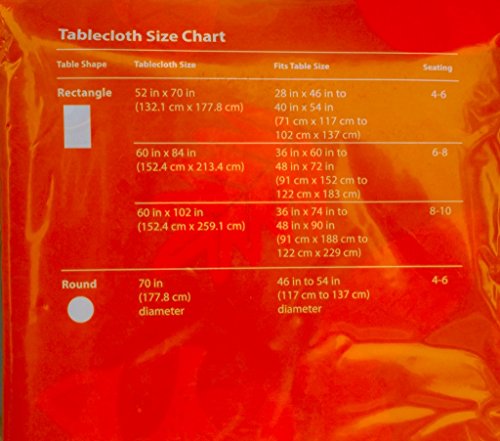 Tablecloth Size Chart
Table Shape Tablecloth Size Fits Table Size Seating
Rectangle 52 in x 70 in 28 in x 46 in to 4-6
(132.1 cm x 177.8 cm) 40 in x 54 in
(71 cm x 117 cm to
102 cm x 137 cm)
60 in x 84 in 36 in x 60 in to 6-8
(152.4 cm x 213.4 cm) 48 in x 72 in
(91 cm x 152 cm to
122 cm x 183 cm)
60 in x 102 in 36 in x 74 in to 8-10
(152.4 cm x 259.1 cm) 48 in x 90 in
(91 cm x 188 cm to
122 cm x 229 cm)
Round 70 in 46 in to 54 in 4-6
(177.8 cm) (117 cm to 137 cm)
diameter diameter